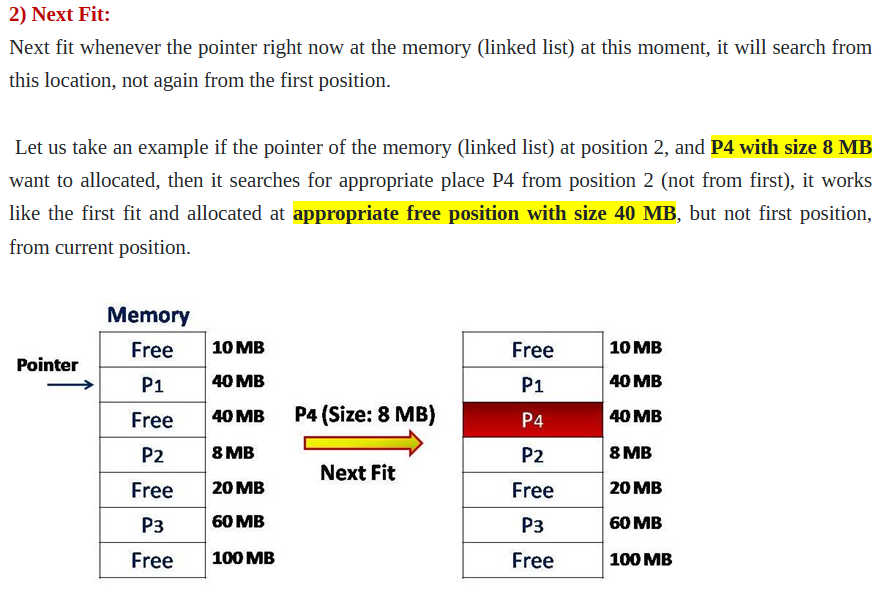 2) Next Fit:
Next fit whenever the pointer right now at the memory (linked list) at this moment, it will search from
this location, not again from the first position.
Let us take an example if the pointer of the memory (linked list) at position 2, and P4 with size 8 MB
want to allocated, then it searches for appropriate place P4 from position 2 (not from first), it works
like the first fit and allocated at appropriate free position with size 40 MB, but not first position,
from current position.
Memory
Pointer
Free 10 MB
P1 40 MB
Free 40 MB
P2 8 MB
Free 20 MB
P3 60 MB
Free 100 MB
P4 (Size: 8 MB)
Next Fit
Free 10 MB
P1 40 MB
P4 40 MB
P2 8 MB
Free 20 MB
P3 60 MB
Free 100 MB